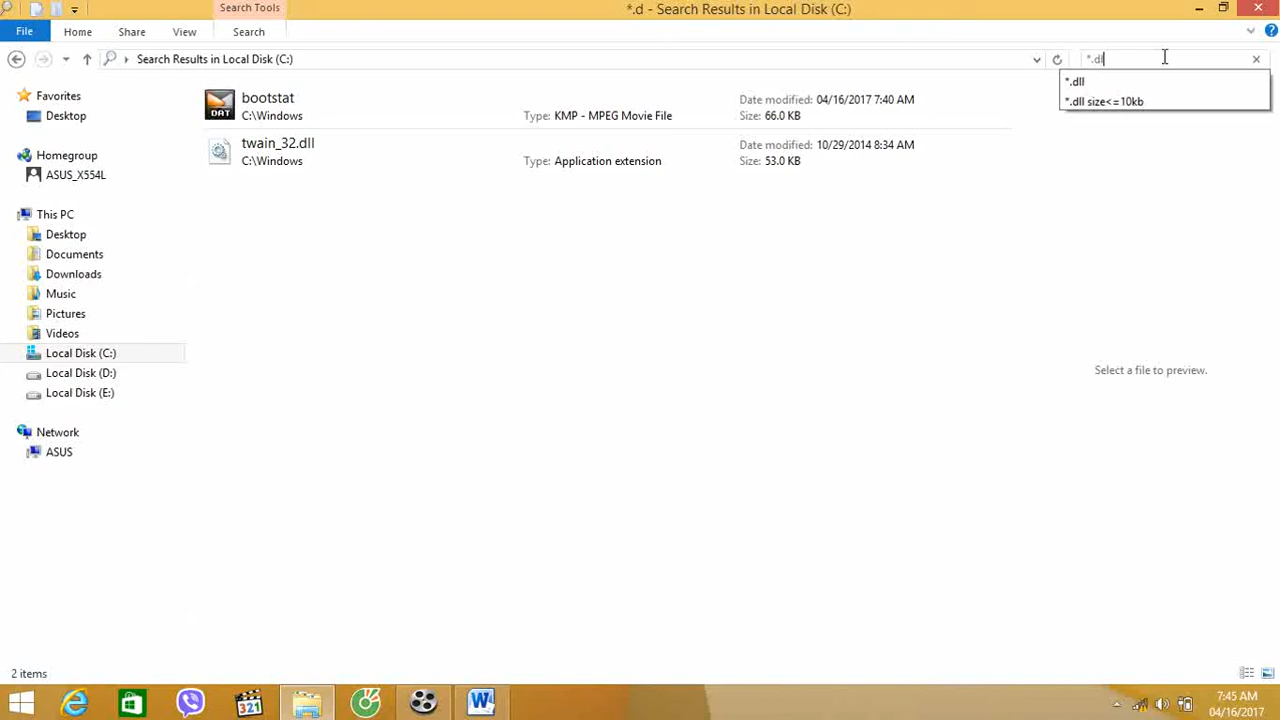 Search Tools
*.d - Search Results in Local Disk (C:)
File
Home
Share
View
Search
Search Results in Local Disk (C:)
*.dl
*.dll
*.dll size<=10kb
Favorites
Desktop
Homegroup
ASUS_X554L
This PC
Desktop
Documents
Downloads
Music
Pictures
Videos
Local Disk (C:)
Local Disk (D:)
Local Disk (E:)
Network
ASUS
DAT
bootstat
C:\Windows
Type: KMP - MPEG Movie File
Date modified: 04/16/2017 7:40 AM
Size: 66.0 KB
twain_32.dll
C:\Windows
Type: Application extension
Date modified: 10/29/2014 8:34 AM
Size: 53.0 KB
Select a file to preview.
2 items
321
7:45 AM
04/16/2017